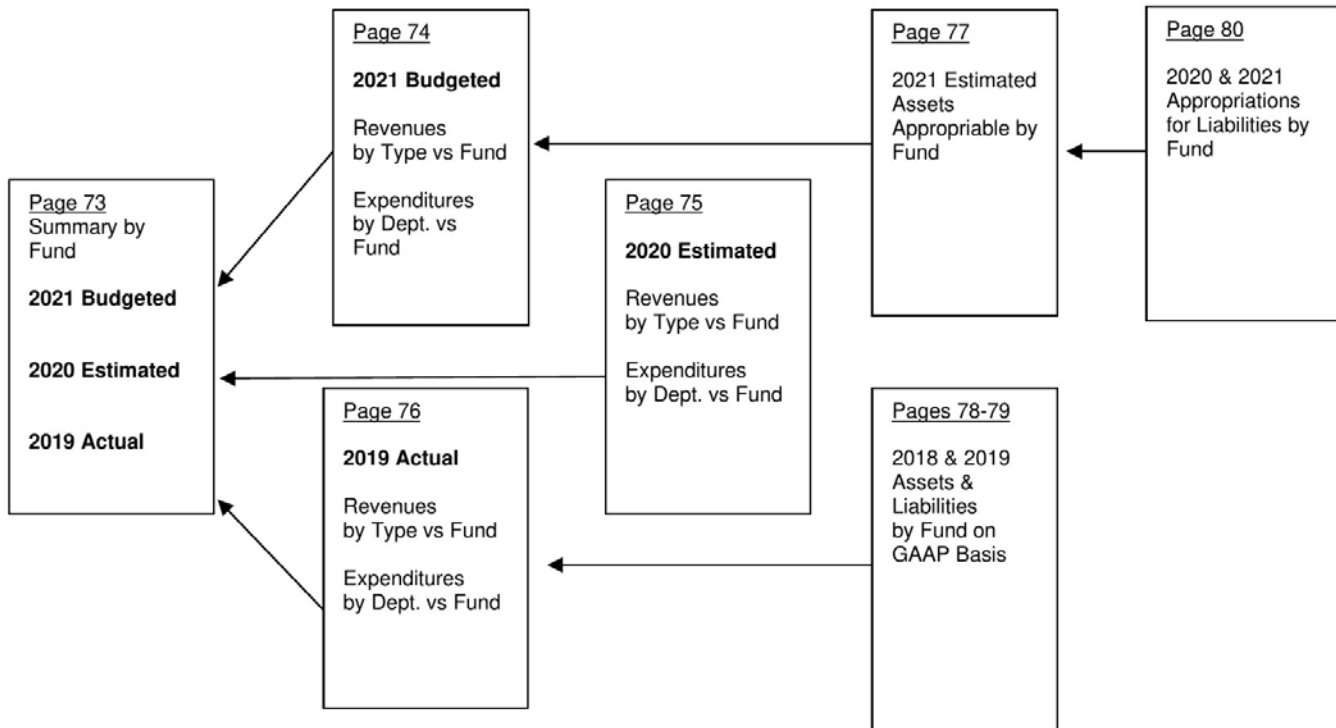 Page 73
Summary by
Fund
2021 Budgeted
2020 Estimated
2019 Actual
Page 74
2021 Budgeted
Revenues
by Type vs Fund
Expenditures
by Dept. vs
Fund
Page 76
2019 Actual
Revenues
by Type vs Fund
Expenditures
by Dept. vs Fund
Page 75
2020 Estimated
Revenues
by Type vs Fund
Expenditures
by Dept. vs Fund
Page 77
2021 Estimated
Assets
Appropriable by
Fund
Pages 78-79
2018 & 2019
Assets &
Liabilities
by Fund on
GAAP Basis
Page 80
2020 & 2021
Appropriations
for Liabilities by
Fund